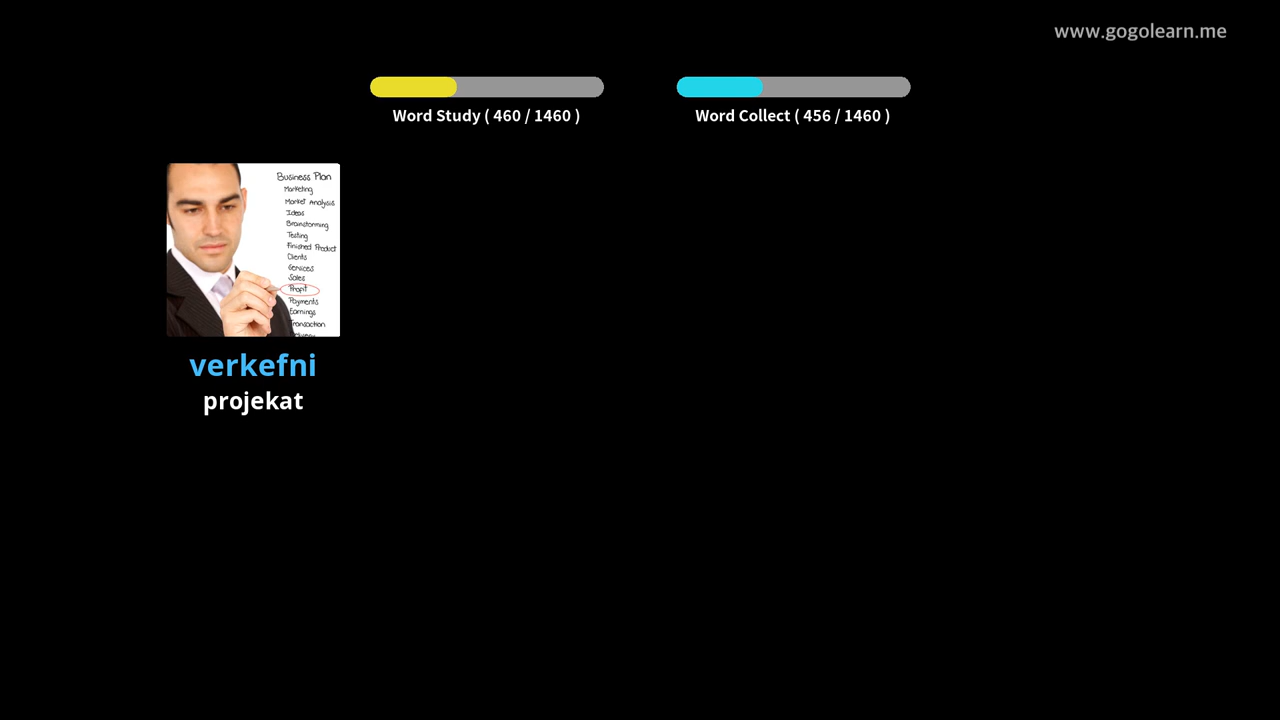 www.gogolearn.me
Word Study ( 460 / 1460 )
Word Collect ( 456 / 1460 )
Business Plan
Marketing
Market Analysis
Ideas
Brainstorming
Testing
Finished Product
Clients
Services
Sales
Profit
Payments
Earnings
Transaction
Delivery
verkefni
projekat